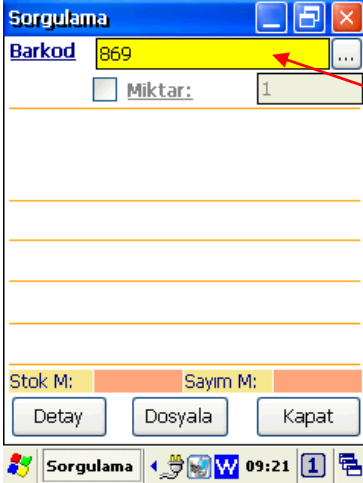 Sorgulama
Barkod 869 ...
Miktar: 1
Stok M: Sayım M:
Detay Dosyala Kapat
Sorgulama W 09:21 1